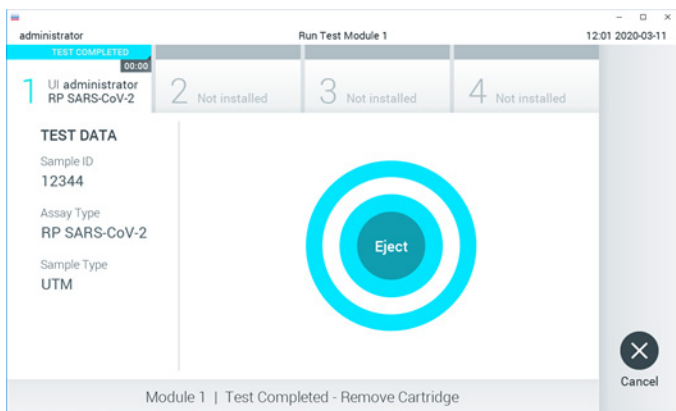 administrator
Run Test Module 1
12:01 2020-03-11
TEST COMPLETED
00:00
1 UI administrator
RP SARS-CoV-2
2 Not installed
3 Not installed
4 Not installed
TEST DATA
Sample ID
12344
Assay Type
RP SARS-CoV-2
Sample Type
UTM
Eject
Cancel
Module 1 | Test Completed - Remove Cartridge